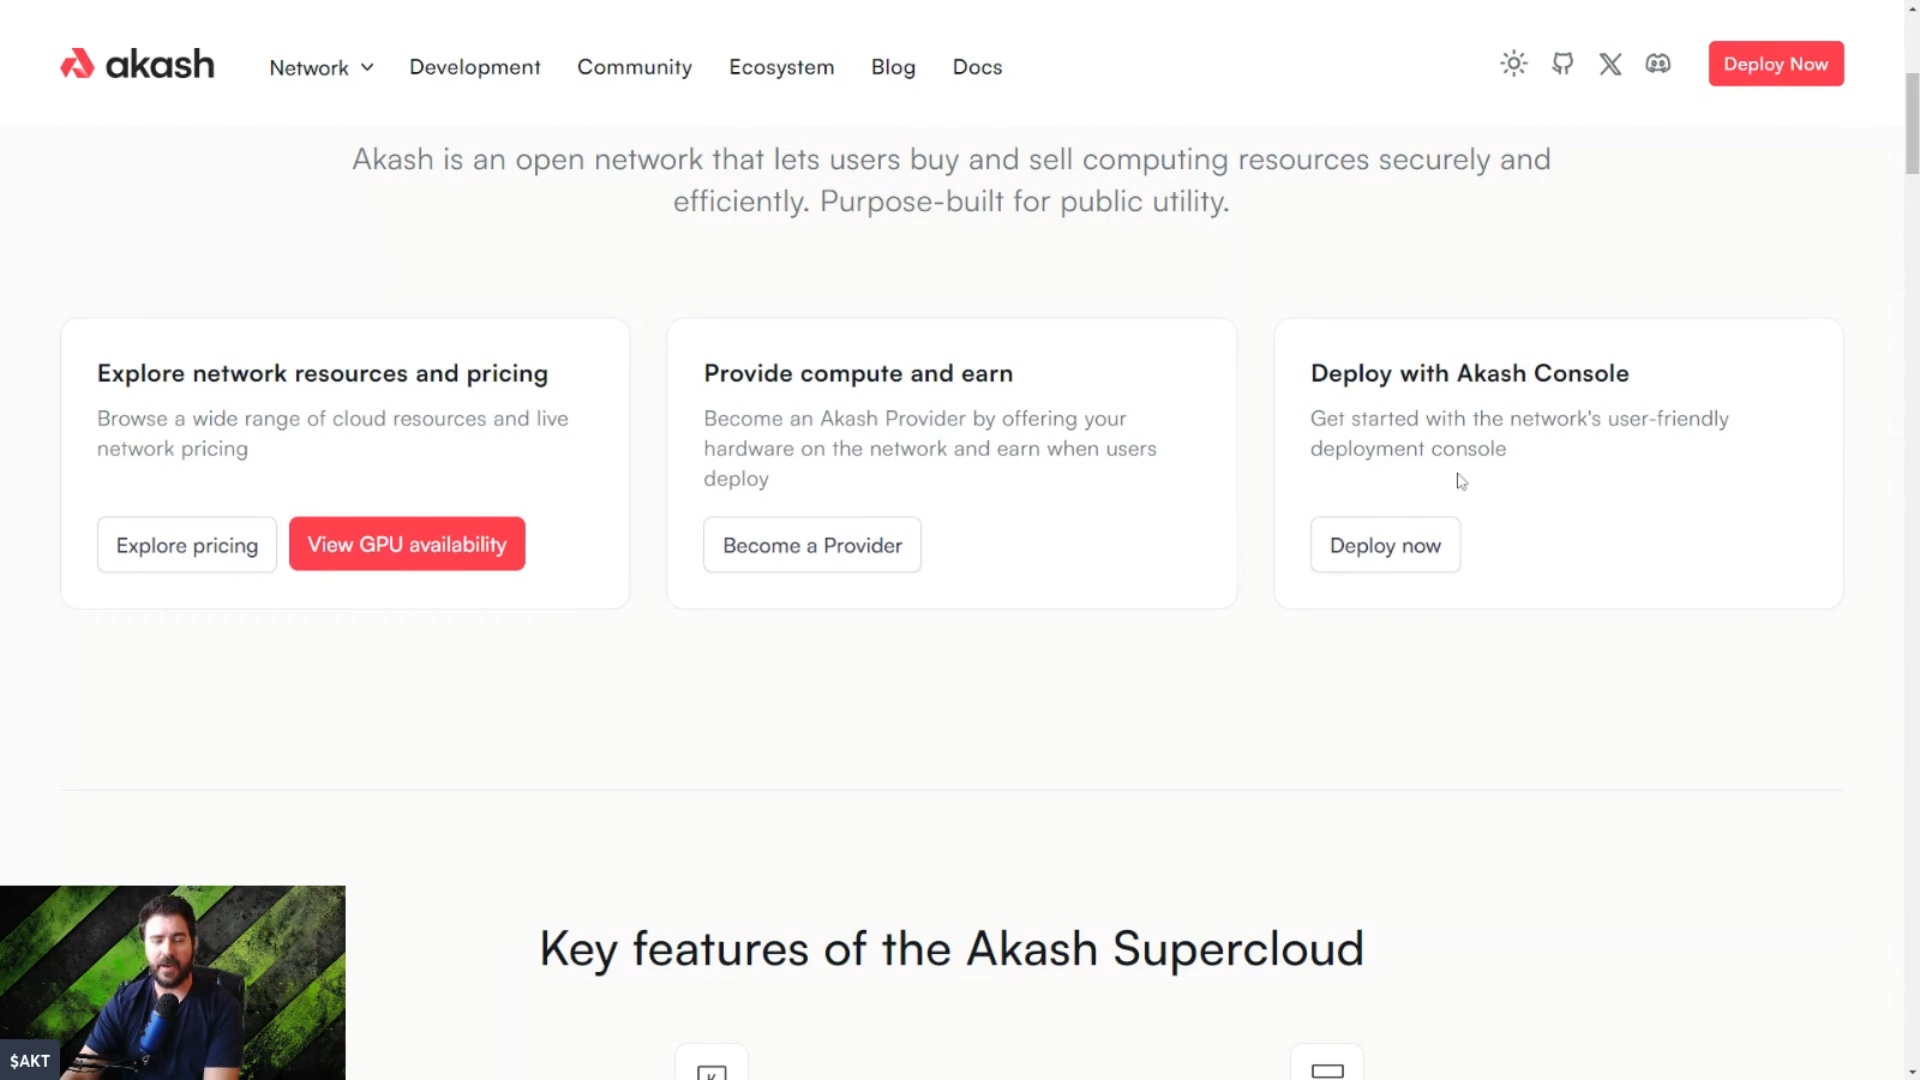 akash
Network
Development
Community
Ecosystem
Blog
Docs
Deploy Now
Akash is an open network that lets users buy and sell computing resources securely and
efficiently. Purpose-built for public utility.
Explore network resources and pricing
Browse a wide range of cloud resources and live
network pricing
Explore pricing
View GPU availability
Provide compute and earn
Become an Akash Provider by offering your
hardware on the network and earn when users
deploy
Become a Provider
Deploy with Akash Console
Get started with the network's user-friendly
deployment console
Deploy now
Key features of the Akash Supercloud
$AKT